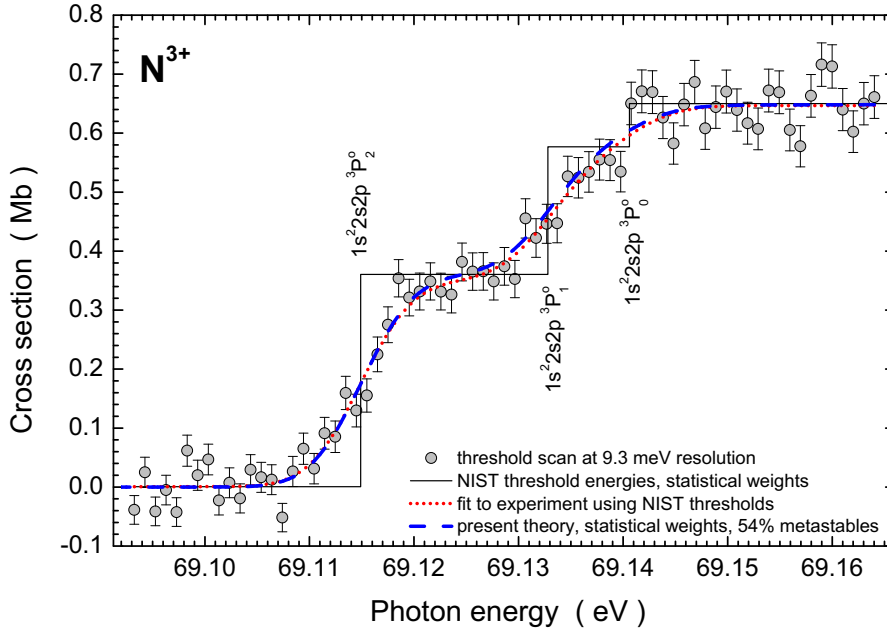 N³⁺
0.8
0.7
0.6
0.5
0.4
0.3
0.2
0.1
0.0
-0.1
Cross section ( Mb )
1s²2s2p ³Pᵒ₂
1s²2s2p ³Pᵒ₁
1s²2s2p ³Pᵒ₀
threshold scan at 9.3 meV resolution
NIST threshold energies, statistical weights
fit to experiment using NIST thresholds
present theory, statistical weights, 54% metastables
69.10 69.11 69.12 69.13 69.14 69.15 69.16
Photon energy ( eV )